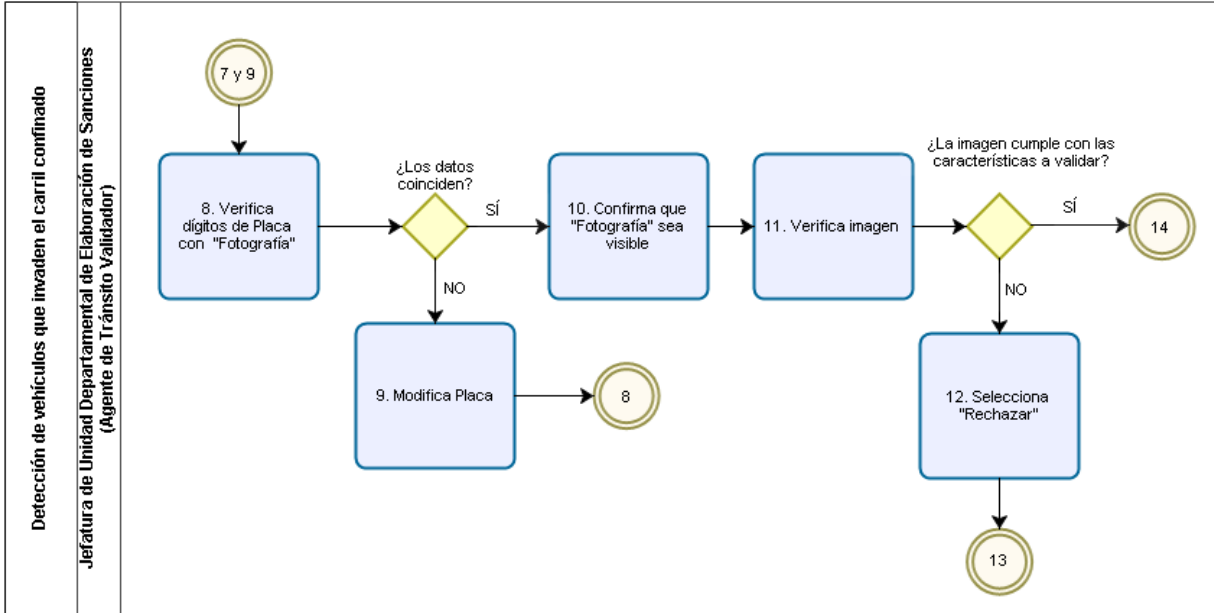 Detección de vehículos que invaden el carril confinado
Jefatura de Unidad Departamental de Elaboración de Sanciones
(Agente de Tránsito Validador)
7 y 9
8. Verifica
dígitos de Placa
con "Fotografía"
¿Los datos
coinciden?
SÍ
NO
9. Modifica Placa
8
10. Confirma que
"Fotografía" sea
visible
11. Verifica imagen
¿La imagen cumple con las
características a validar?
SÍ
14
NO
12. Selecciona
"Rechazar"
13